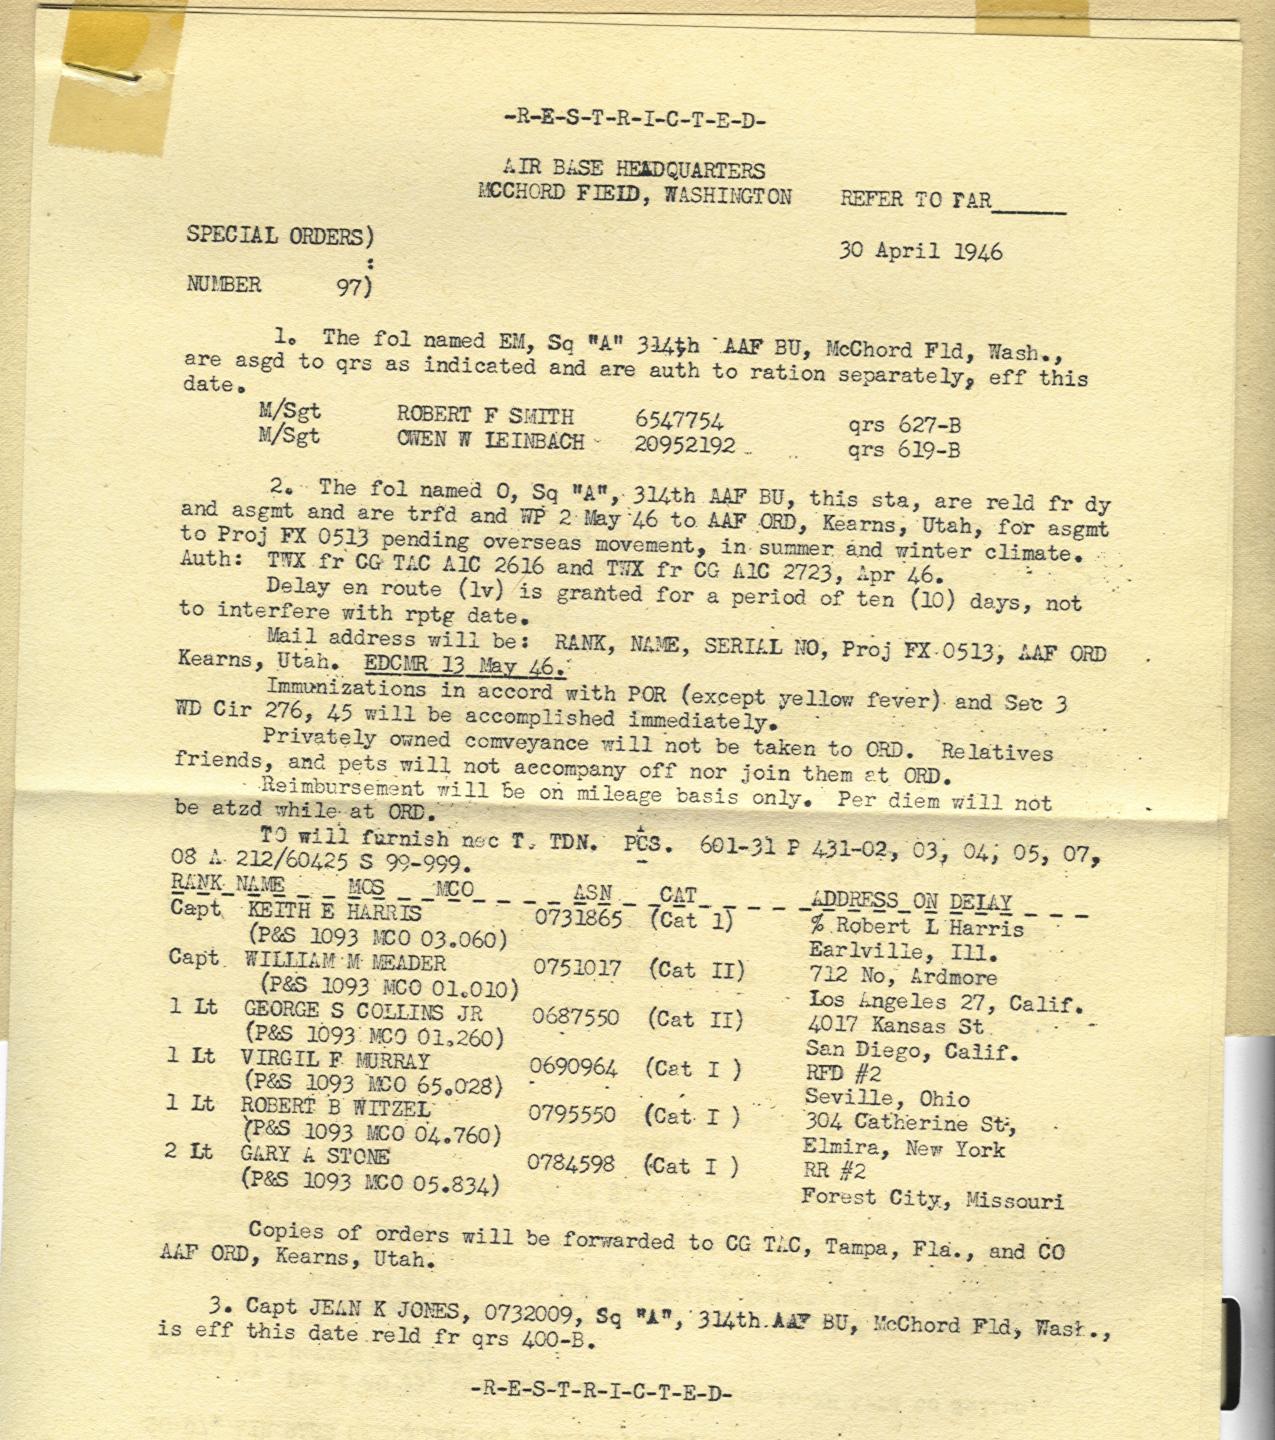 -R-E-S-T-R-I-C-T-E-D-
AIR BASE HEADQUARTERS
MCCHORD FIELD, WASHINGTON REFER TO FAR______
SPECIAL ORDERS)
30 April 1946
:
NUMBER 97)
1. The fol named EM, Sq "A" 314th AAF BU, McChord Fld, Wash.,
are asgd to qrs as indicated and are auth to ration separately, eff this
date.
M/Sgt ROBERT F SMITH 6547754 qrs 627-B
M/Sgt OWEN W LEINBACH 20952192 qrs 619-B
2. The fol named O, Sq "A", 314th AAF BU, this sta, are reld fr dy
and asgmt and are trfd and WP 2 May 46 to AAF ORD, Kearns, Utah, for asgmt
to Proj FX 0513 pending overseas movement, in summer and winter climate.
Auth: TWX fr CG TAC A1C 2616 and TWX fr CG A1C 2723, Apr 46.
Delay en route (lv) is granted for a period of ten (10) days, not
to interfere with rptg date.
Mail address will be: RANK, NAME, SERIAL NO, Proj FX 0513, AAF ORD
Kearns, Utah. EDCMR 13 May 46.
Immunizations in accord with POR (except yellow fever) and Sec 3
WD Cir 276, 45 will be accomplished immediately.
Privately owned comveyance will not be taken to ORD. Relatives
friends, and pets will not accompany off nor join them at ORD.
Reimbursement will be on mileage basis only. Per diem will not
be atzd while at ORD.
TO will furnish nec T. TDN. PCS. 601-31 P 431-02, 03, 04, 05, 07,
08 A 212/60425 S 99-999.
RANK NAME MOS MCO ASN CAT ADDRESS ON DELAY
Capt KEITH E HARRIS 0731865 (Cat 1) % Robert L Harris
(P&S 1093 MCO 03.060) Earlville, Ill.
Capt WILLIAM M MEADER 0751017 (Cat II) 712 No, Ardmore
(P&S 1093 MCO 01.010) Los Angeles 27, Calif.
1 Lt GEORGE S COLLINS JR 0687550 (Cat II) 4017 Kansas St
(P&S 1093 MCO 01,260) San Diego, Calif.
1 Lt VIRGIL F MURRAY 0690964 (Cat I ) RFD #2
(P&S 1093 MCO 65.028) Seville, Ohio
1 Lt ROBERT B WITZEL 0795550 (Cat I ) 304 Catherine St,
(P&S 1093 MCO 04.760) Elmira, New York
2 Lt GARY A STONE 0784598 (Cat I ) RR #2
(P&S 1093 MCO 05.834) Forest City, Missouri
Copies of orders will be forwarded to CG TAC, Tampa, Fla., and CO
AAF ORD, Kearns, Utah.
3. Capt JEAN K JONES, 0732009, Sq "A", 314th AAF BU, McChord Fld, Wash.,
is eff this date reld fr qrs 400-B.
-R-E-S-T-R-I-C-T-E-D-